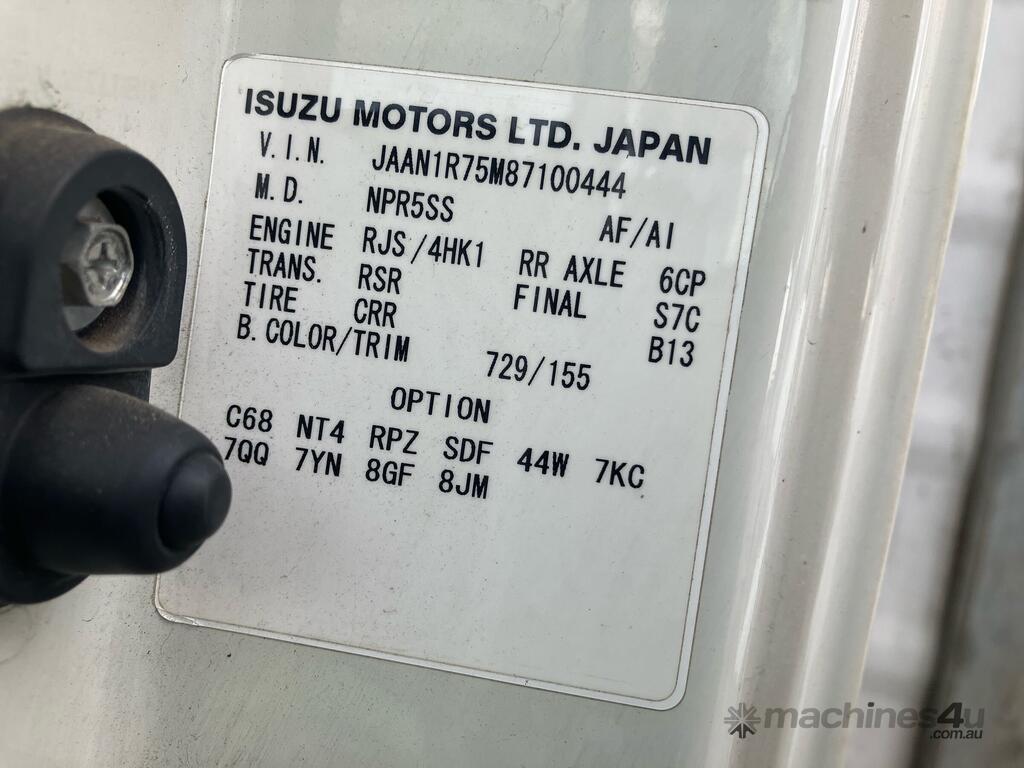 ISUZU MOTORS LTD. JAPAN
V.I.N. JAAN1R75M87100444
M.D. NPR5SS AF/AI
ENGINE RJS/4HK1 RR AXLE 6CP
TRANS. RSR FINAL S7C
TIRE CRR B13
B.COLOR/TRIM 729/155
OPTION
C68 NT4 RPZ SDF 44W 7KC
7QQ 7YN 8GF 8JM
machines4u
.com.au